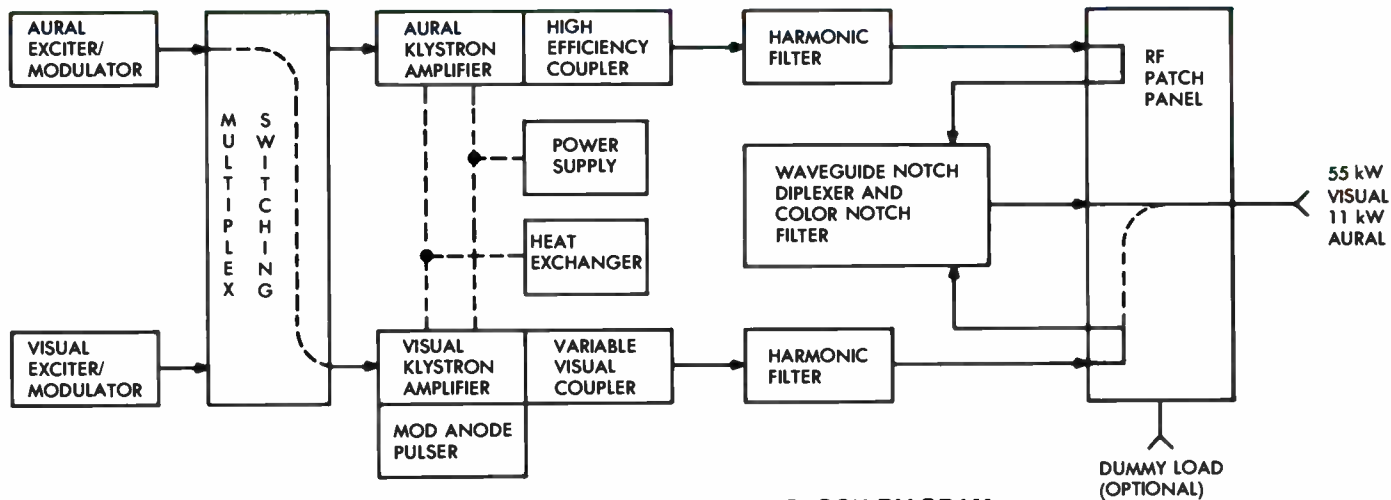 AURAL
EXCITER/
MODULATOR
MULTIPLEX
SWITCHING
AURAL
KLYSTRON
AMPLIFIER
HIGH
EFFICIENCY
COUPLER
HARMONIC
FILTER
RF
PATCH
PANEL
POWER
SUPPLY
HEAT
EXCHANGER
WAVEGUIDE NOTCH
DIPLEXER AND
COLOR NOTCH
FILTER
55 kW
VISUAL
11 kW
AURAL
VISUAL
EXCITER/
MODULATOR
VISUAL
KLYSTRON
AMPLIFIER
VARIABLE
VISUAL
COUPLER
HARMONIC
FILTER
MOD ANODE
PULSER
DUMMY LOAD
(OPTIONAL)